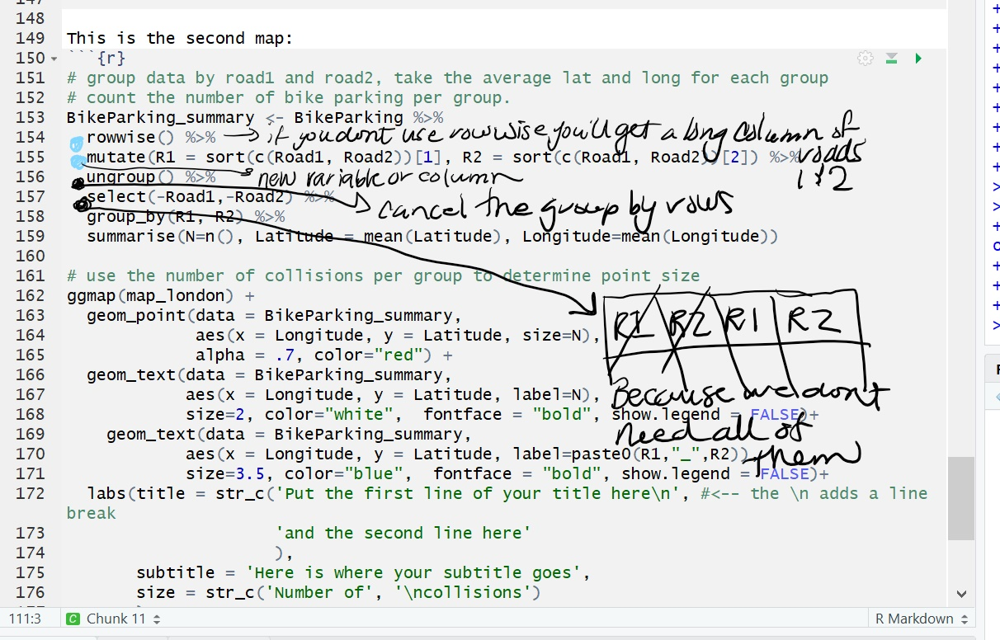 147
148
149 This is the second map:
150 ```{r}
151 # group data by road1 and road2, take the average lat and long for each group
152 # count the number of bike parking per group.
153 BikeParking_summary <- BikeParking %>%
154 rowwise() %>% → if you dont use rowwise, you'll get a long column of roads 1 & 2
155 mutate(R1 = sort(c(Road1, Road2))[1], R2 = sort(c(Road1, Road2))[2]) %>%
new variable or column
156 ungroup() %>%
157 select(-Road1,-Road2) %>%
cancel the group by rows
158 group_by(R1, R2) %>%
159 summarise(N=n(), Latitude = mean(Latitude), Longitude=mean(Longitude))
160
161 # use the number of collisions per group to determine point size
162 ggmap(map_london) +
163 geom_point(data = BikeParking_summary,
R1 R2 R1 R2
164 aes(x = Longitude, y = Latitude, size=N),
165 alpha = .7, color="red") +
166 geom_text(data = BikeParking_summary,
167 aes(x = Longitude, y = Latitude, label=N),
Because we dont
168 size=2, color="white", fontface = "bold", show.legend = FALSE)+
need all of
169 geom_text(data = BikeParking_summary,
170 aes(x = Longitude, y = Latitude, label=paste0(R1,"_",R2)),
them
171 size=3.5, color="blue", fontface = "bold", show.legend = FALSE)+
172 labs(title = str_c('Put the first line of your title here\n', #<-- the \n adds a line
break
173 'and the second line here'
174 ),
175 subtitle = 'Here is where your subtitle goes',
176 size = str_c('Number of', '\ncollisions')
111:3 C Chunk 11 R Markdown